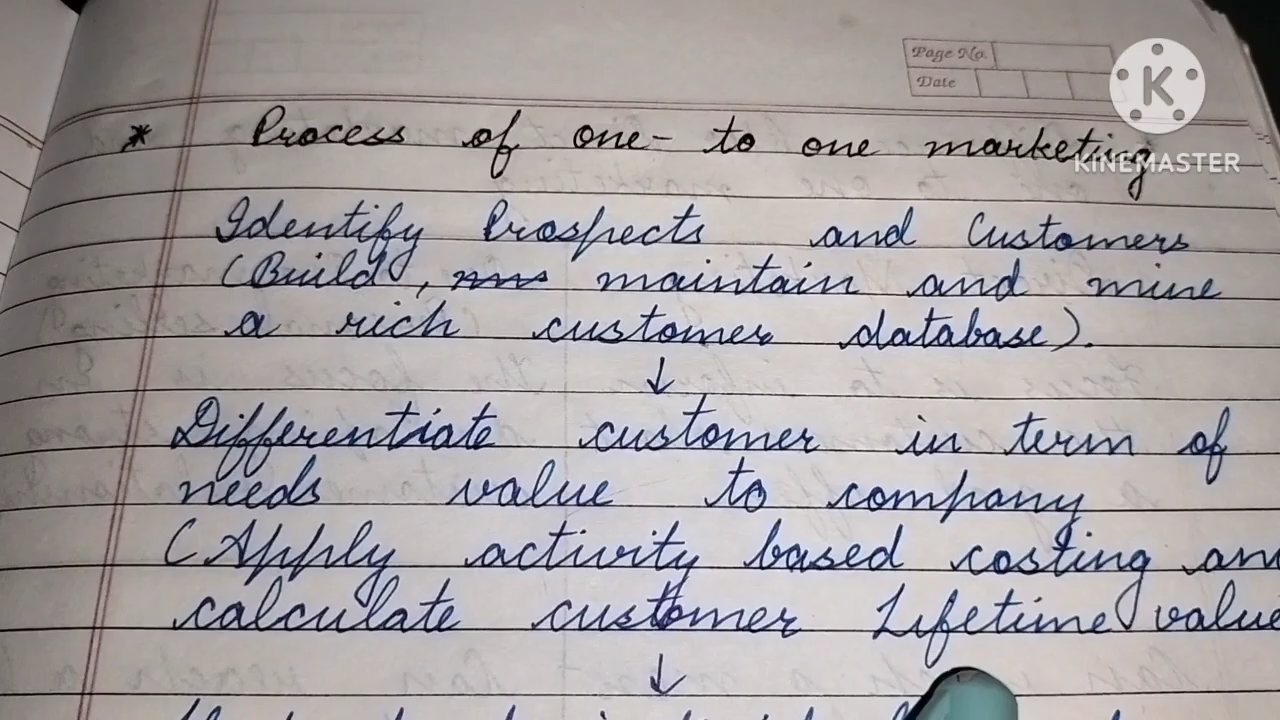 Page No.
Date
K
KINEMASTER
* Process of one- to one marketing
Identify Prospects and Customers
(Build, maintain and mine
a rich customer database).
↓
Differentiate customer in term of
needs value to company
(Apply activity based costing an
calculate customer Lifetime value
↓